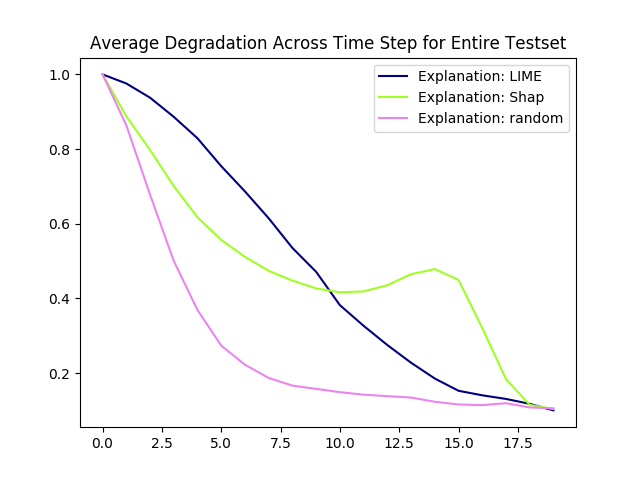 Average Degradation Across Time Step for Entire Testset
1.0
0.8
0.6
0.4
0.2
Explanation: LIME
Explanation: Shap
Explanation: random
0.0 2.5 5.0 7.5 10.0 12.5 15.0 17.5